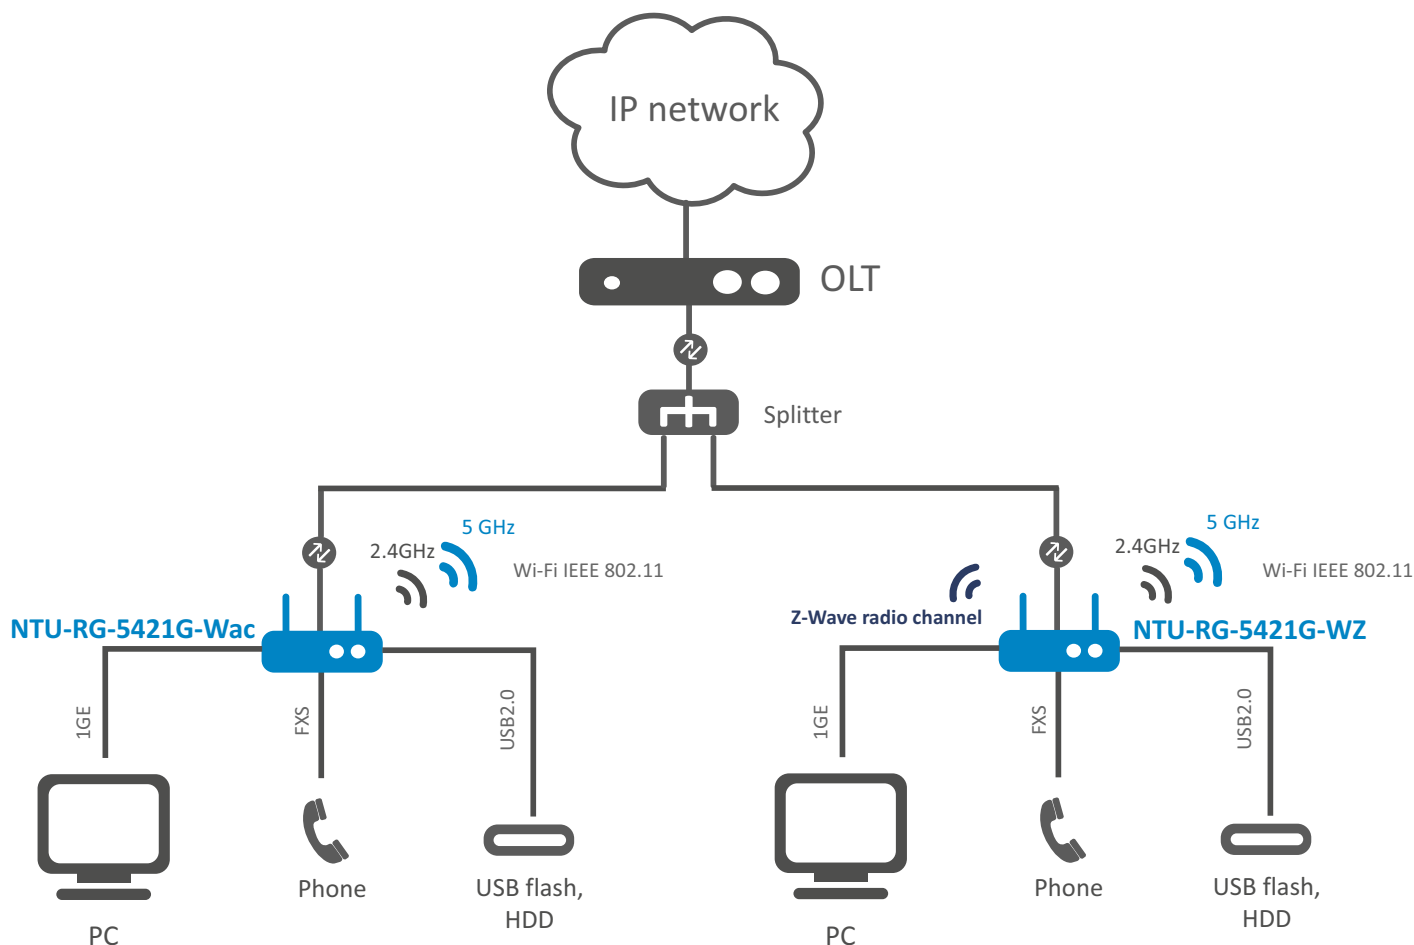 IP network
OLT
Splitter
5 GHz
2.4GHz
Wi-Fi IEEE 802.11
NTU-RG-5421G-Wac
1GE
FXS
USB2.0
PC
Phone
USB flash,
HDD
5 GHz
2.4GHz
Wi-Fi IEEE 802.11
Z-Wave radio channel
NTU-RG-5421G-WZ
1GE
FXS
USB2.0
PC
Phone
USB flash,
HDD